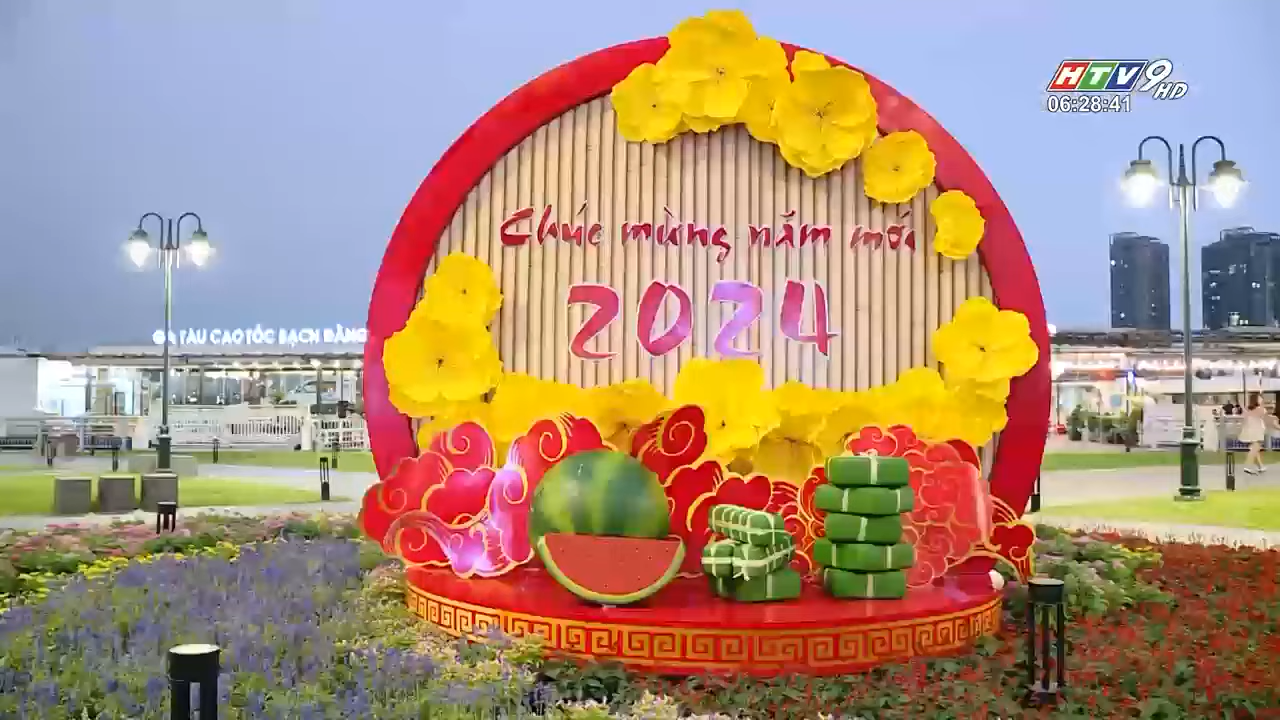 HTV9 HD
06:28:41
Chúc mừng năm mới
2024
GA TÀU CAO TỐC BẠCH ĐẰNG